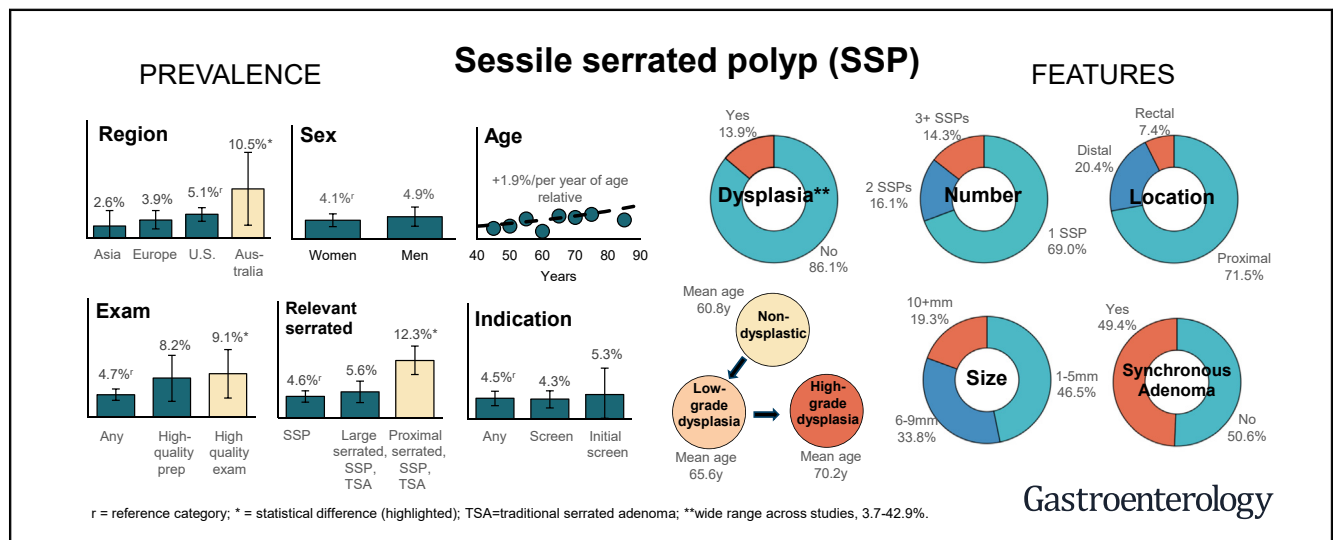 Sessile serrated polyp (SSP)
PREVALENCE
Region
10.5%*
5.1%r
3.9%
2.6%
Asia
Europe
U.S.
Aus-
tralia
Sex
4.1%r
4.9%
Women
Men
Age
+1.9%/per year of age
relative
40 50 60 70 80 90
Years
Exam
4.7%r
8.2%
9.1%*
Any
High-
quality
prep
High
quality
exam
Relevant
serrated
4.6%r
5.6%
12.3%*
SSP
Large
serrated,
SSP,
TSA
Proximal
serrated,
SSP,
TSA
Indication
4.5%r
4.3%
5.3%
Any
Screen
Initial
screen
FEATURES
Yes
13.9%
Dysplasia**
No
86.1%
3+ SSPs
14.3%
2 SSPs
16.1%
Number
1 SSP
69.0%
Rectal
7.4%
Distal
20.4%
Location
Proximal
71.5%
Mean age
60.8y
Non-
dysplastic
Low-
grade
dysplasia
Mean age
65.6y
High-
grade
dysplasia
Mean age
70.2y
10+mm
19.3%
Size
1-5mm
46.5%
6-9mm
33.8%
Yes
49.4%
Synchronous
Adenoma
No
50.6%
r = reference category; * = statistical difference (highlighted); TSA=traditional serrated adenoma; **wide range across studies, 3.7-42.9%.
Gastroenterology